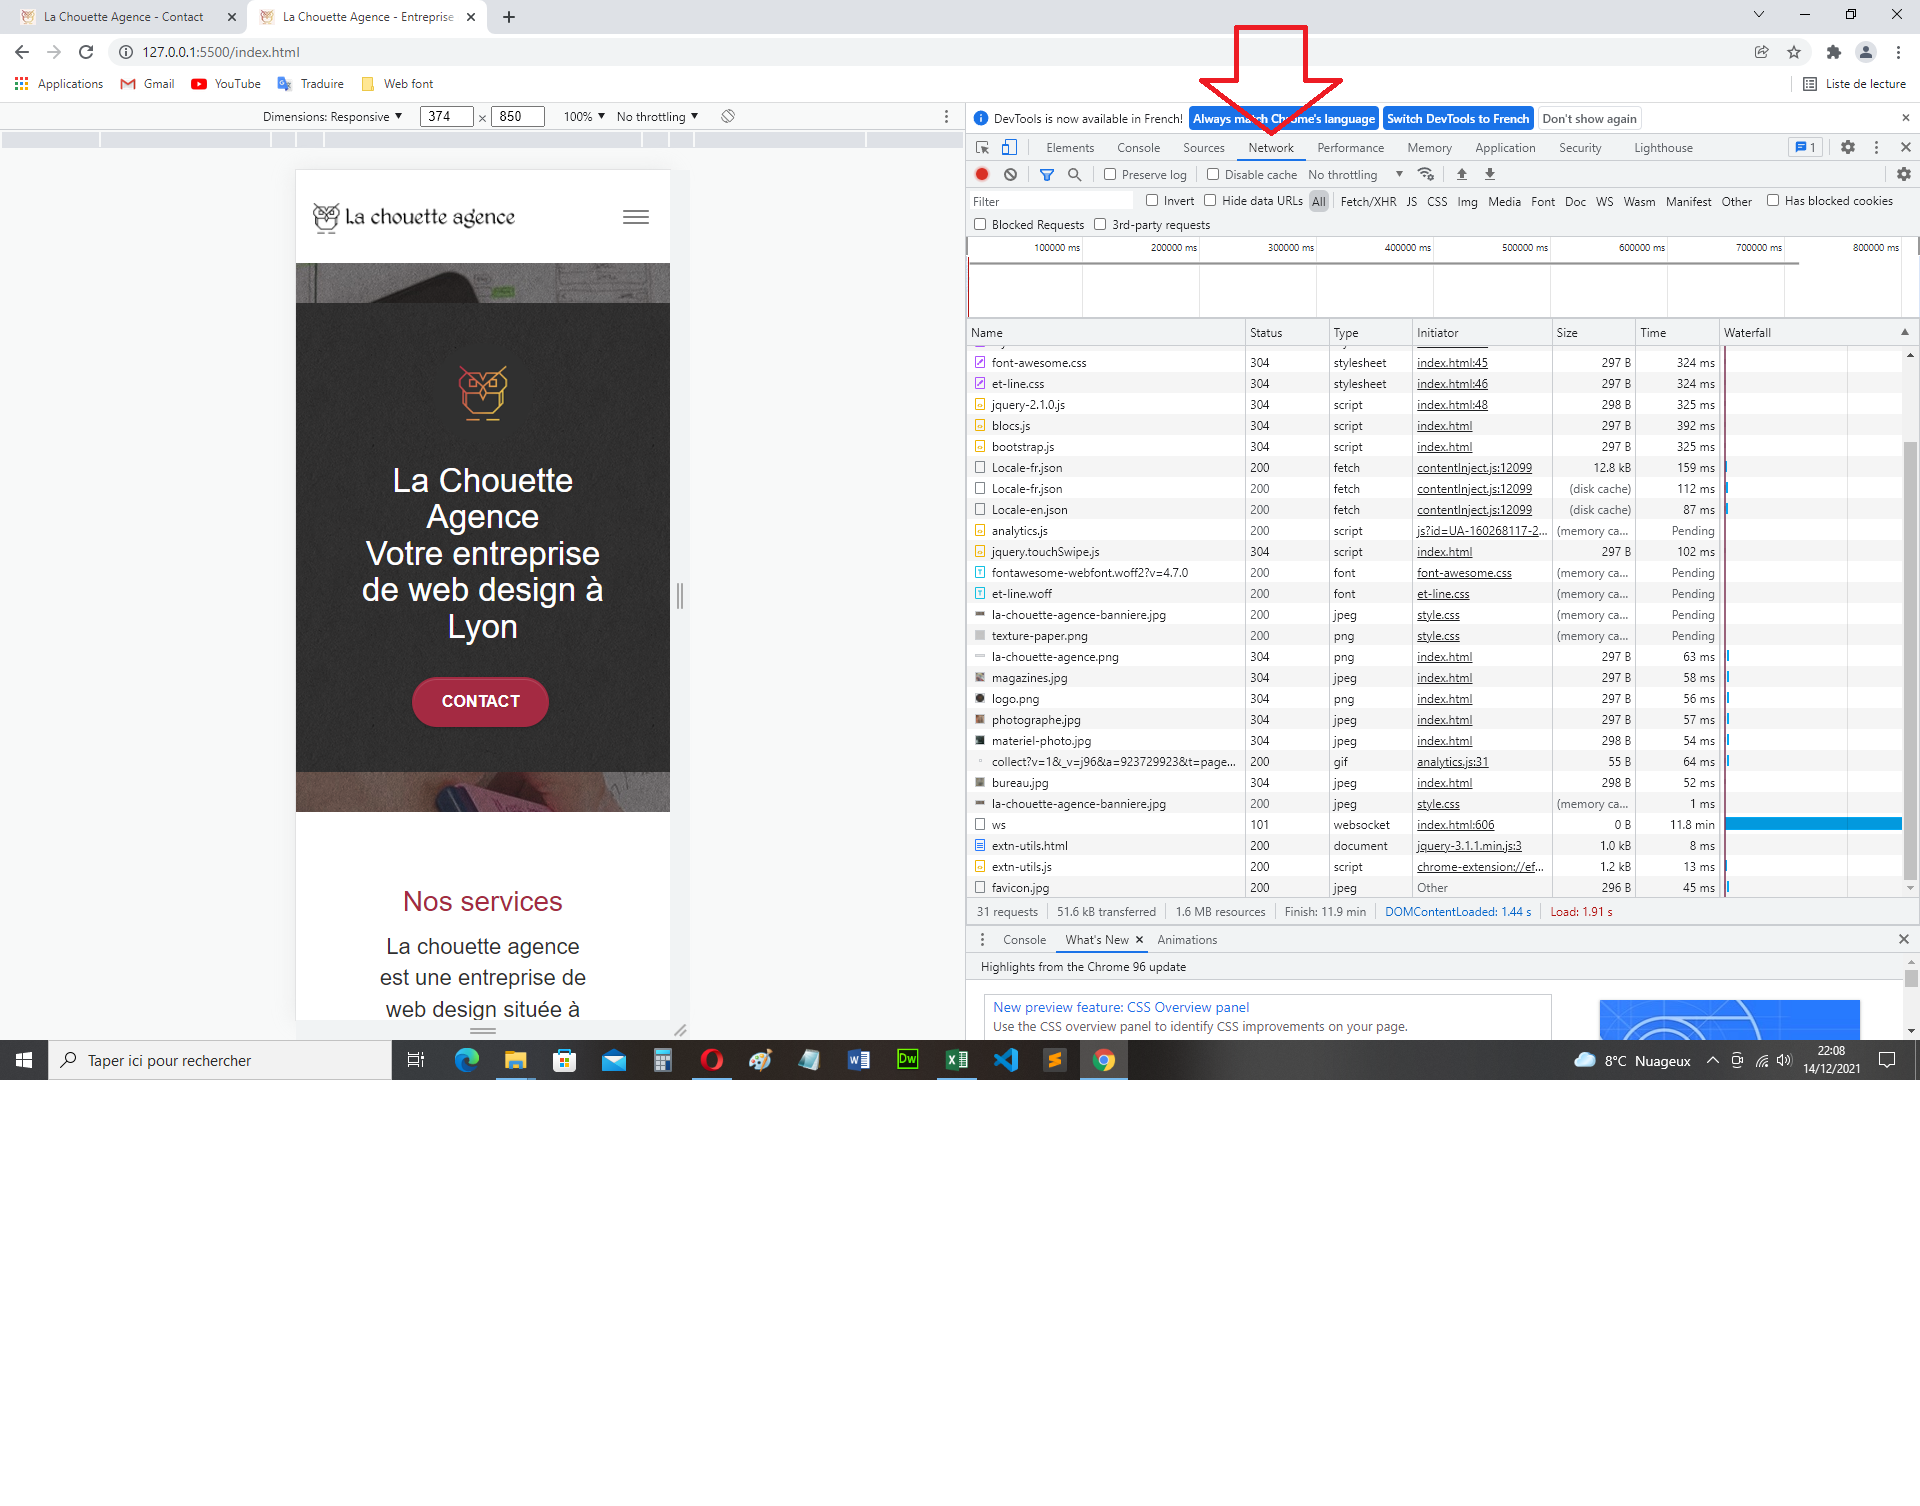 La Chouette Agence - Contact
La Chouette Agence - Entreprise
127.0.0.1:5500/index.html
Applications
Gmail
YouTube
Traduire
Web font
Liste de lecture
Dimensions: Responsive
374 × 850
100%
No throttling
La chouette agence
La Chouette
Agence
Votre entreprise
de web design à
Lyon
CONTACT
Nos services
La chouette agence
est une entreprise de
web design située à
DevTools is now available in French!
Always match Chrome's language
Switch DevTools to French
Don't show again
Elements Console Sources Network Performance Memory Application Security Lighthouse 1
Preserve log Disable cache No throttling
Filter Invert Hide data URLs All Fetch/XHR JS CSS Img Media Font Doc WS Wasm Manifest Other Has blocked cookies
Blocked Requests 3rd-party requests
100000 ms 200000 ms 300000 ms 400000 ms 500000 ms 600000 ms 700000 ms 800000 ms
Name Status Type Initiator Size Time Waterfall
font-awesome.css 304 stylesheet index.html:45 297 B 324 ms
et-line.css 304 stylesheet index.html:46 297 B 324 ms
jquery-2.1.0.js 304 script index.html:48 298 B 325 ms
blocs.js 304 script index.html 297 B 392 ms
bootstrap.js 304 script index.html 297 B 325 ms
Locale-fr.json 200 fetch contentInject.js:12099 12.8 kB 159 ms
Locale-fr.json 200 fetch contentInject.js:12099 (disk cache) 112 ms
Locale-en.json 200 fetch contentInject.js:12099 (disk cache) 87 ms
analytics.js 200 script js?id=UA-160268117-2... (memory ca... Pending
jquery.touchSwipe.js 304 script index.html 297 B 102 ms
fontawesome-webfont.woff2?v=4.7.0 200 font font-awesome.css (memory ca... Pending
et-line.woff 200 font et-line.css (memory ca... Pending
la-chouette-agence-banniere.jpg 200 jpeg style.css (memory ca... Pending
texture-paper.png 200 png style.css (memory ca... Pending
la-chouette-agence.png 304 png index.html 297 B 63 ms
magazines.jpg 304 jpeg index.html 297 B 58 ms
logo.png 304 png index.html 297 B 56 ms
photographe.jpg 304 jpeg index.html 297 B 57 ms
materiel-photo.jpg 304 jpeg index.html 298 B 54 ms
collect?v=1&_v=j96&a=923729923&t=page... 200 gif analytics.js:31 55 B 64 ms
bureau.jpg 304 jpeg index.html 298 B 52 ms
la-chouette-agence-banniere.jpg 200 jpeg style.css (memory ca... 1 ms
ws 101 websocket index.html:606 0 B 11.8 min
extn-utils.html 200 document jquery-3.1.1.min.js:3 1.0 kB 8 ms
extn-utils.js 200 script chrome-extension://ef... 1.2 kB 13 ms
favicon.jpg 200 jpeg Other 296 B 45 ms
31 requests 51.6 kB transferred 1.6 MB resources Finish: 11.9 min DOMContentLoaded: 1.44 s Load: 1.91 s
Console What's New Animations
Highlights from the Chrome 96 update
New preview feature: CSS Overview panel
Use the CSS overview panel to identify CSS improvements on your page.
Taper ici pour rechercher
Dw
8°C Nuageux
22:08
14/12/2021